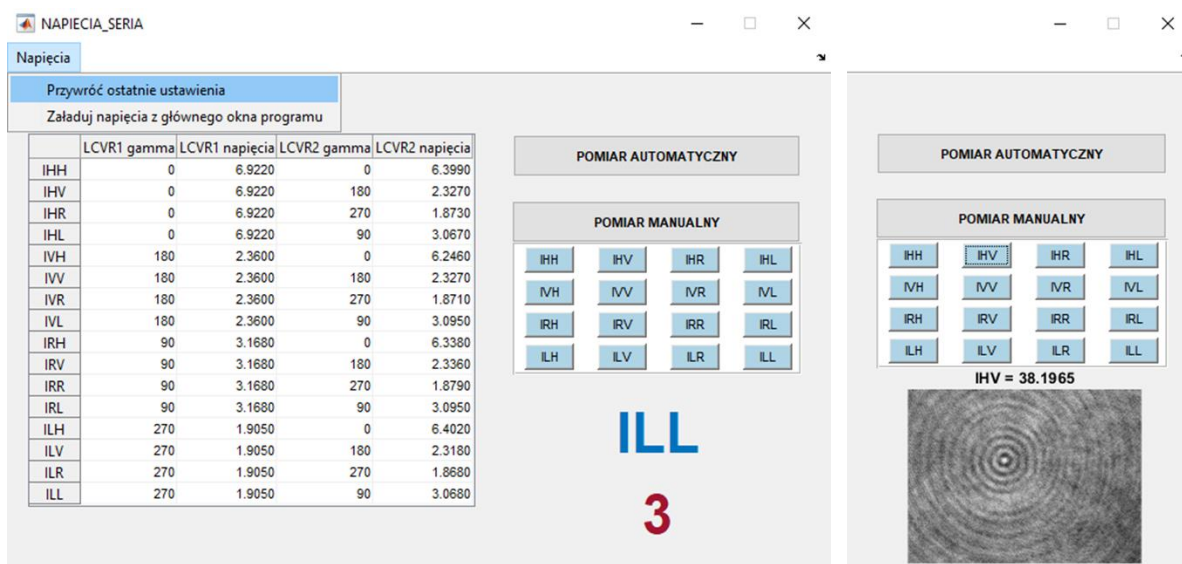 NAPIECIA_SERIA
Napięcia
Przywróć ostatnie ustawienia
Załaduj napięcia z głównego okna programu
LCVR1 gamma LCVR1 napięcia LCVR2 gamma LCVR2 napięcia
IHH 0 6.9220 0 6.3990
IHV 0 6.9220 180 2.3270
IHR 0 6.9220 270 1.8730
IHL 0 6.9220 90 3.0670
IVH 180 2.3600 0 6.2460
IVV 180 2.3600 180 2.3270
IVR 180 2.3600 270 1.8710
IVL 180 2.3600 90 3.0950
IRH 90 3.1680 0 6.3380
IRV 90 3.1680 180 2.3360
IRR 90 3.1680 270 1.8790
IRL 90 3.1680 90 3.0950
ILH 270 1.9050 0 6.4020
ILV 270 1.9050 180 2.3180
ILR 270 1.9050 270 1.8680
ILL 270 1.9050 90 3.0680
POMIAR AUTOMATYCZNY
POMIAR MANUALNY
IHH IHV IHR IHL
IVH IVV IVR IVL
IRH IRV IRR IRL
ILH ILV ILR ILL
ILL
3
POMIAR AUTOMATYCZNY
POMIAR MANUALNY
IHH IHV IHR IHL
IVH IVV IVR IVL
IRH IRV IRR IRL
ILH ILV ILR ILL
IHV = 38.1965